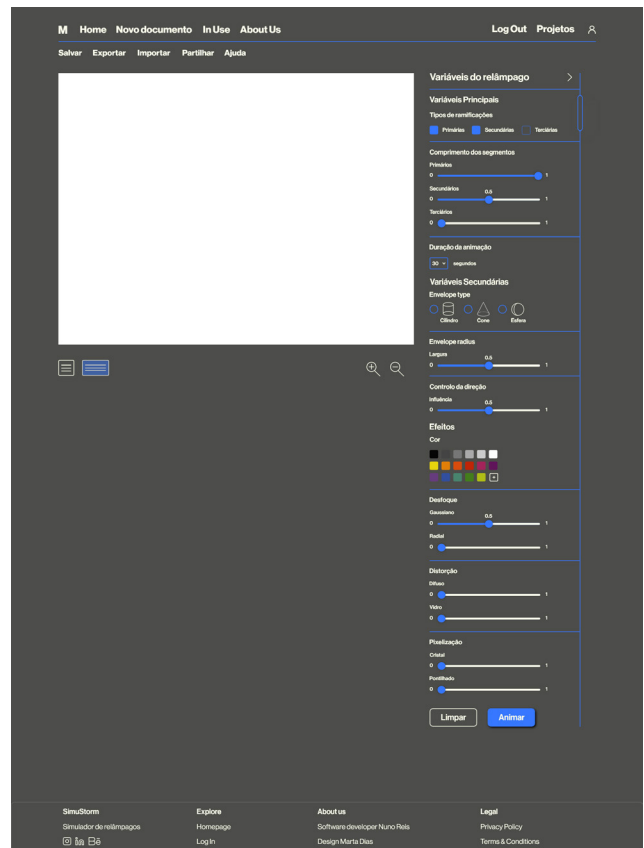 M Home Novo documento In Use About Us Log Out Projetos
Salvar Exportar Importar Partilhar Ajuda
Variáveis do relâmpago
Variáveis Principais
Tipos de ramificações
Primárias Secundárias Terciárias
Comprimento dos segmentos
Primários
0 1
Secundários
0.5
0 1
Terciários
0 1
Duração da animação
30 segundos
Variáveis Secundárias
Envelope type
Cilindro Cone Esfera
Envelope radius
Largura
0.5
0 1
Controlo da direção
Influência
0.5
0 1
Efeitos
Cor
Desfoque
Gaussiano
0.5
0 1
Radial
0 1
Distorção
Difuso
0 1
Vidro
0 1
Pixelização
Cristal
0 1
Pontilhado
0 1
Limpar Animar
SimuStorm Explore About us Legal
Simulador de relâmpagos Homepage Software developer Nuno Reis Privacy Policy
in Bē Log In Design Marta Dias Terms & Conditions